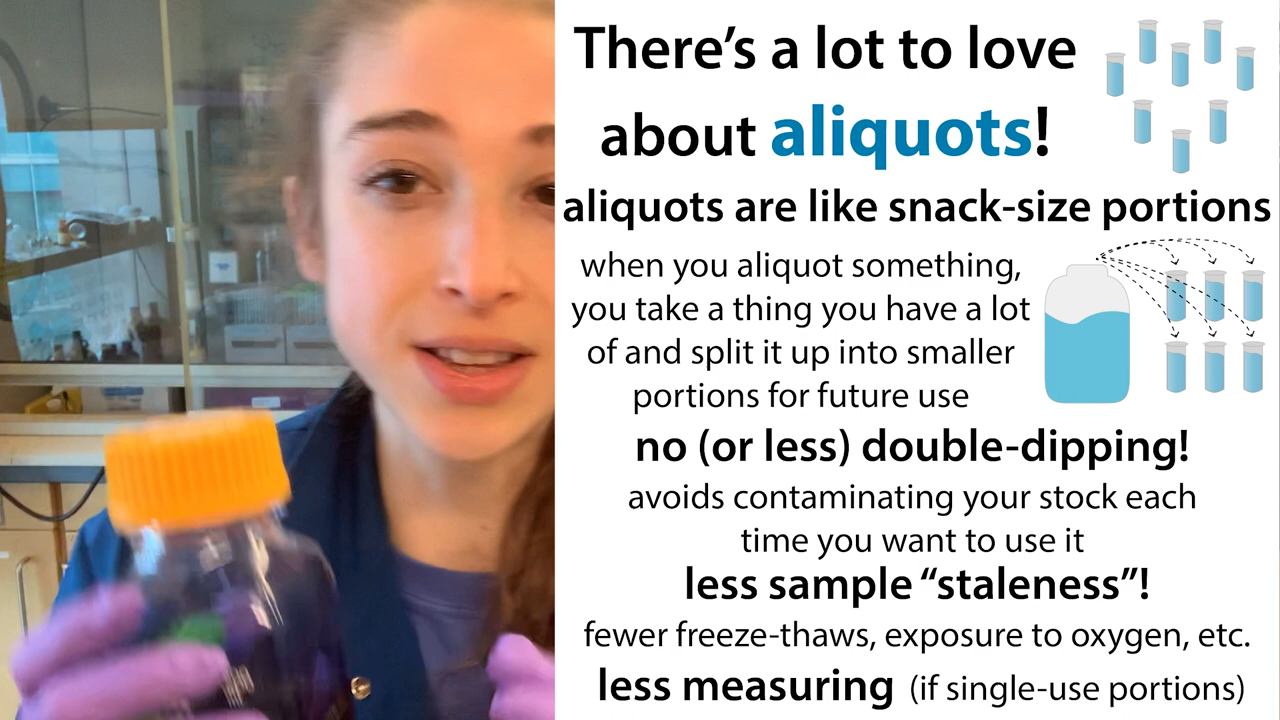 There's a lot to love
about aliquots!
aliquots are like snack-size portions
when you aliquot something,
you take a thing you have a lot
of and split it up into smaller
portions for future use
no (or less) double-dipping!
avoids contaminating your stock each
time you want to use it
less sample “staleness”!
fewer freeze-thaws, exposure to oxygen, etc.
less measuring (if single-use portions)